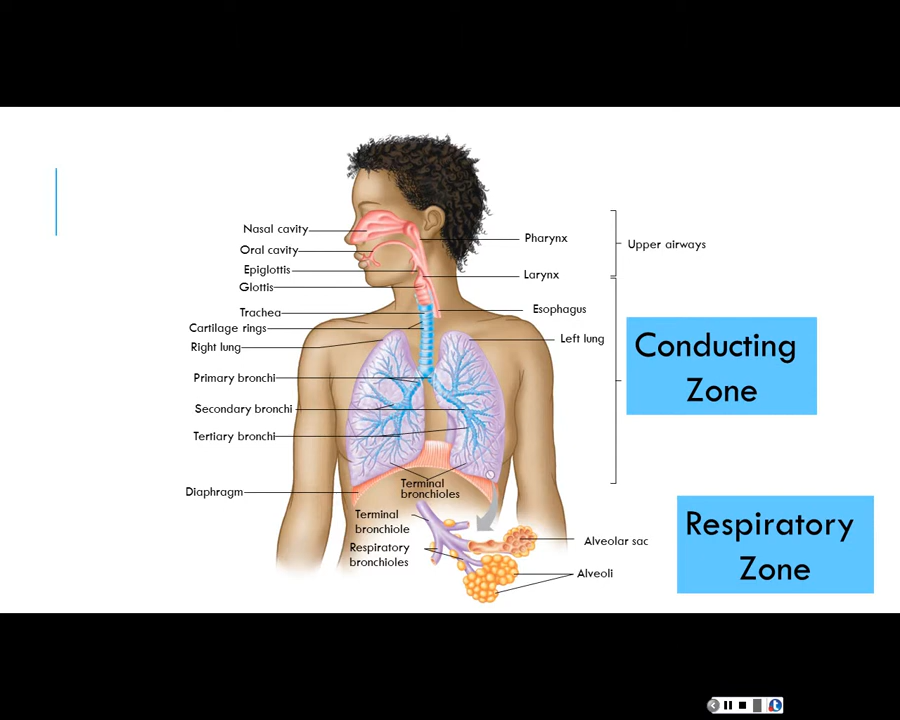 Nasal cavity
Oral cavity
Epiglottis
Glottis
Trachea
Cartilage rings
Right lung
Primary bronchi
Secondary bronchi
Tertiary bronchi
Diaphragm
Pharynx
Larynx
Esophagus
Left lung
Upper airways
Conducting
Zone
Terminal
bronchioles
Terminal
bronchiole
Respiratory
bronchioles
Alveolar sac
Alveoli
Respiratory
Zone